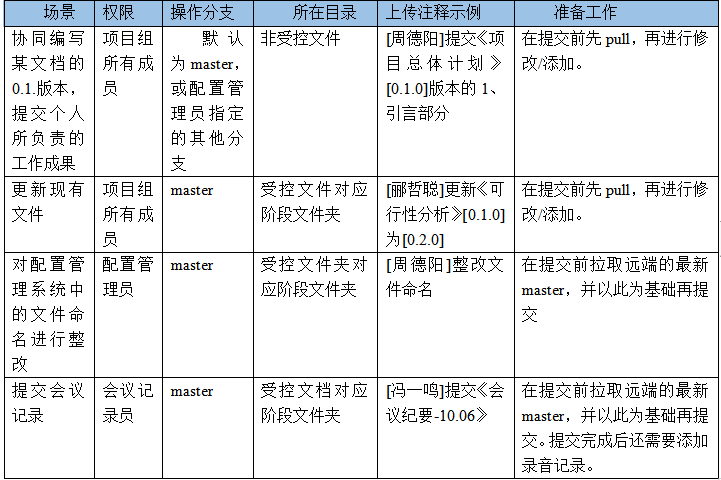 场景 权限 操作分支 所在目录 上传注释示例 准备工作
协同编写
某文档的
0.1.版本，
提交个人
所负责的
工作成果
项目组
所有成
员
默认
为master，
或配置管
理员指定
的其他分
支
非受控文件
[周德阳]提交《项
目总体计划》
[0.1.0]版本的 1、
引言部分
在提交前先 pull，再进行修
改/添加。
更新现有
文件
项目组
所有成
员
master
受控文件对应
阶段文件夹
[郦哲聪]更新《可
行性分析》[0.1.0]
为[0.2.0]
在提交前先 pull，再进行修
改/添加。
对配置管
理系统中
的文件命
名进行整
改
配置管
理员
master
受控文件夹对
应阶段文件夹
[周德阳]整改文
件命名
在提交前拉取远端的最新
master，并以此为基础再提
交
提交会议
记录
会议记
录员
master
受控文档对应
阶段文件夹
[冯一鸣]提交《会
议纪要-10.06》
在提交前拉取远端的最新
master，并以此为基础再提
交。提交完成后还需要添加
录音记录。